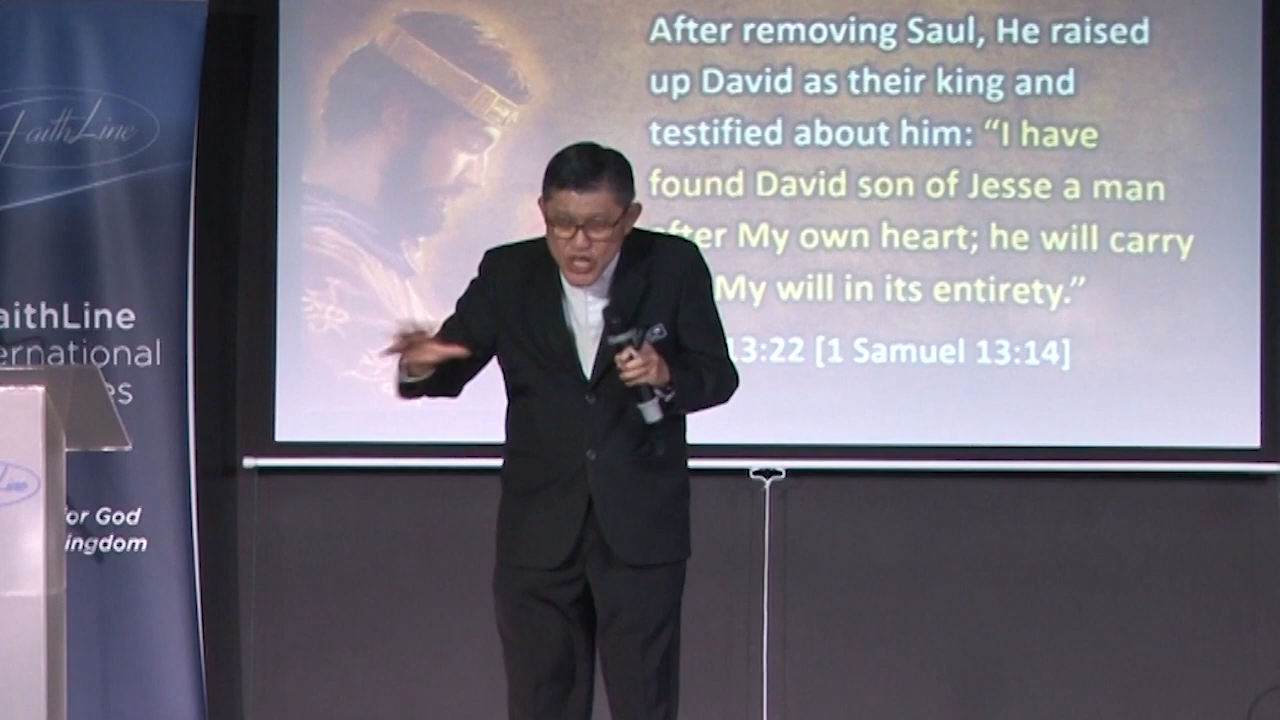 After removing Saul, He raised
up David as their king and
testified about him: “I have
found David son of Jesse a man
My own heart; he will carry
My will in its entirety.”
13:22 [1 Samuel 13:14]
FaithLine
aithLine
ernational
es
or God
ingdom
Line